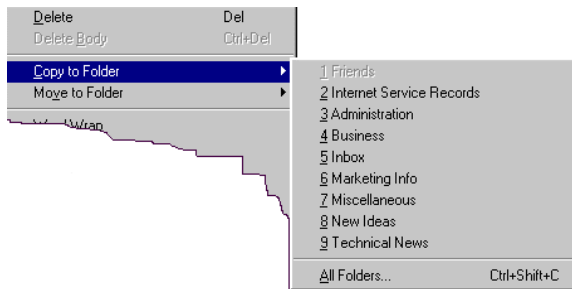 Delete Del
Delete Body Ctrl+Del
Copy to Folder
Move to Folder
Word Wrap
1 Friends
2 Internet Service Records
3 Administration
4 Business
5 Inbox
6 Marketing Info
7 Miscellaneous
8 New Ideas
9 Technical News
All Folders... Ctrl+Shift+C